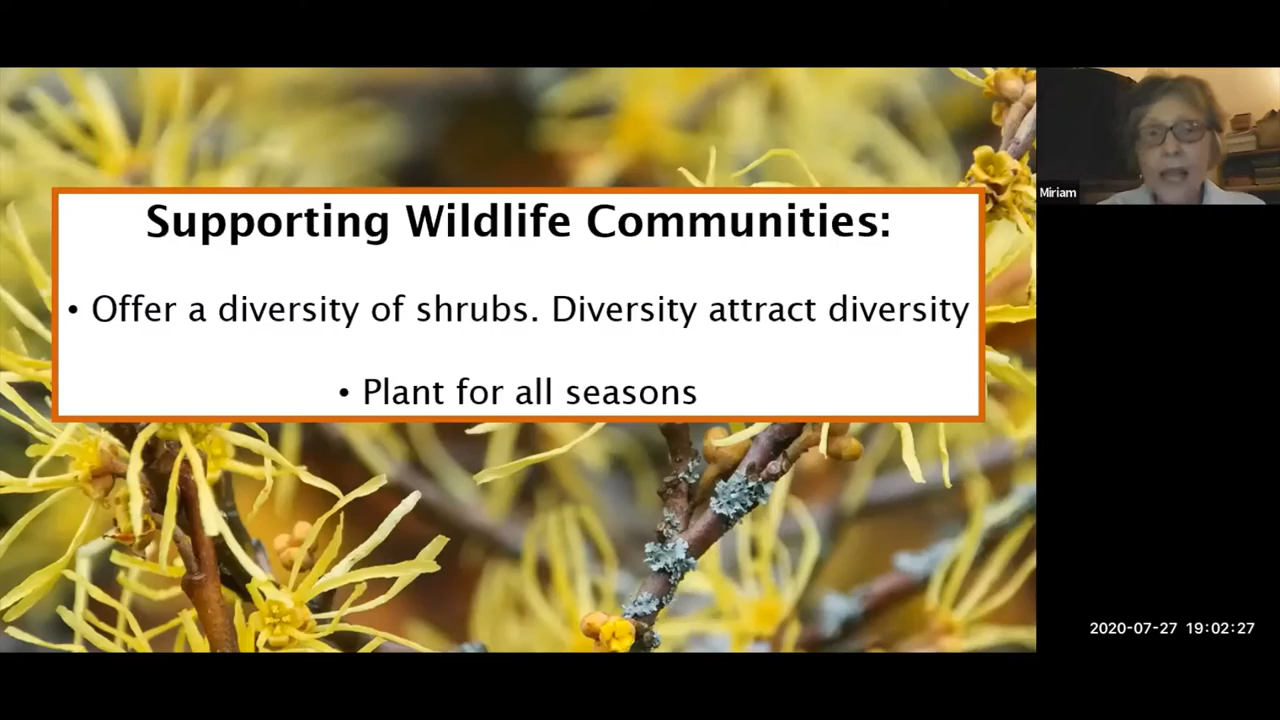 Supporting Wildlife Communities:
• Offer a diversity of shrubs. Diversity attract diversity
• Plant for all seasons
Miriam
2020-07-27 19:02:27